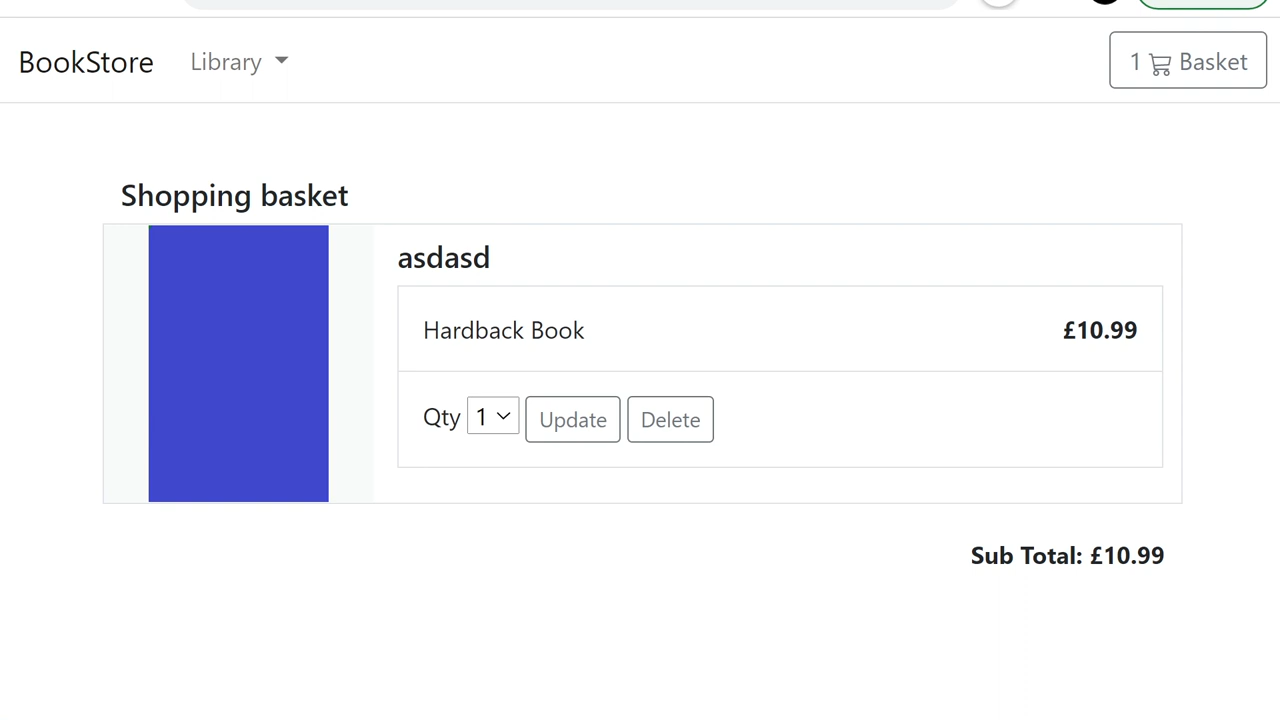 BookStore Library 1 Basket
Shopping basket
asdasd
Hardback Book £10.99
Qty 1 Update Delete
Sub Total: £10.99